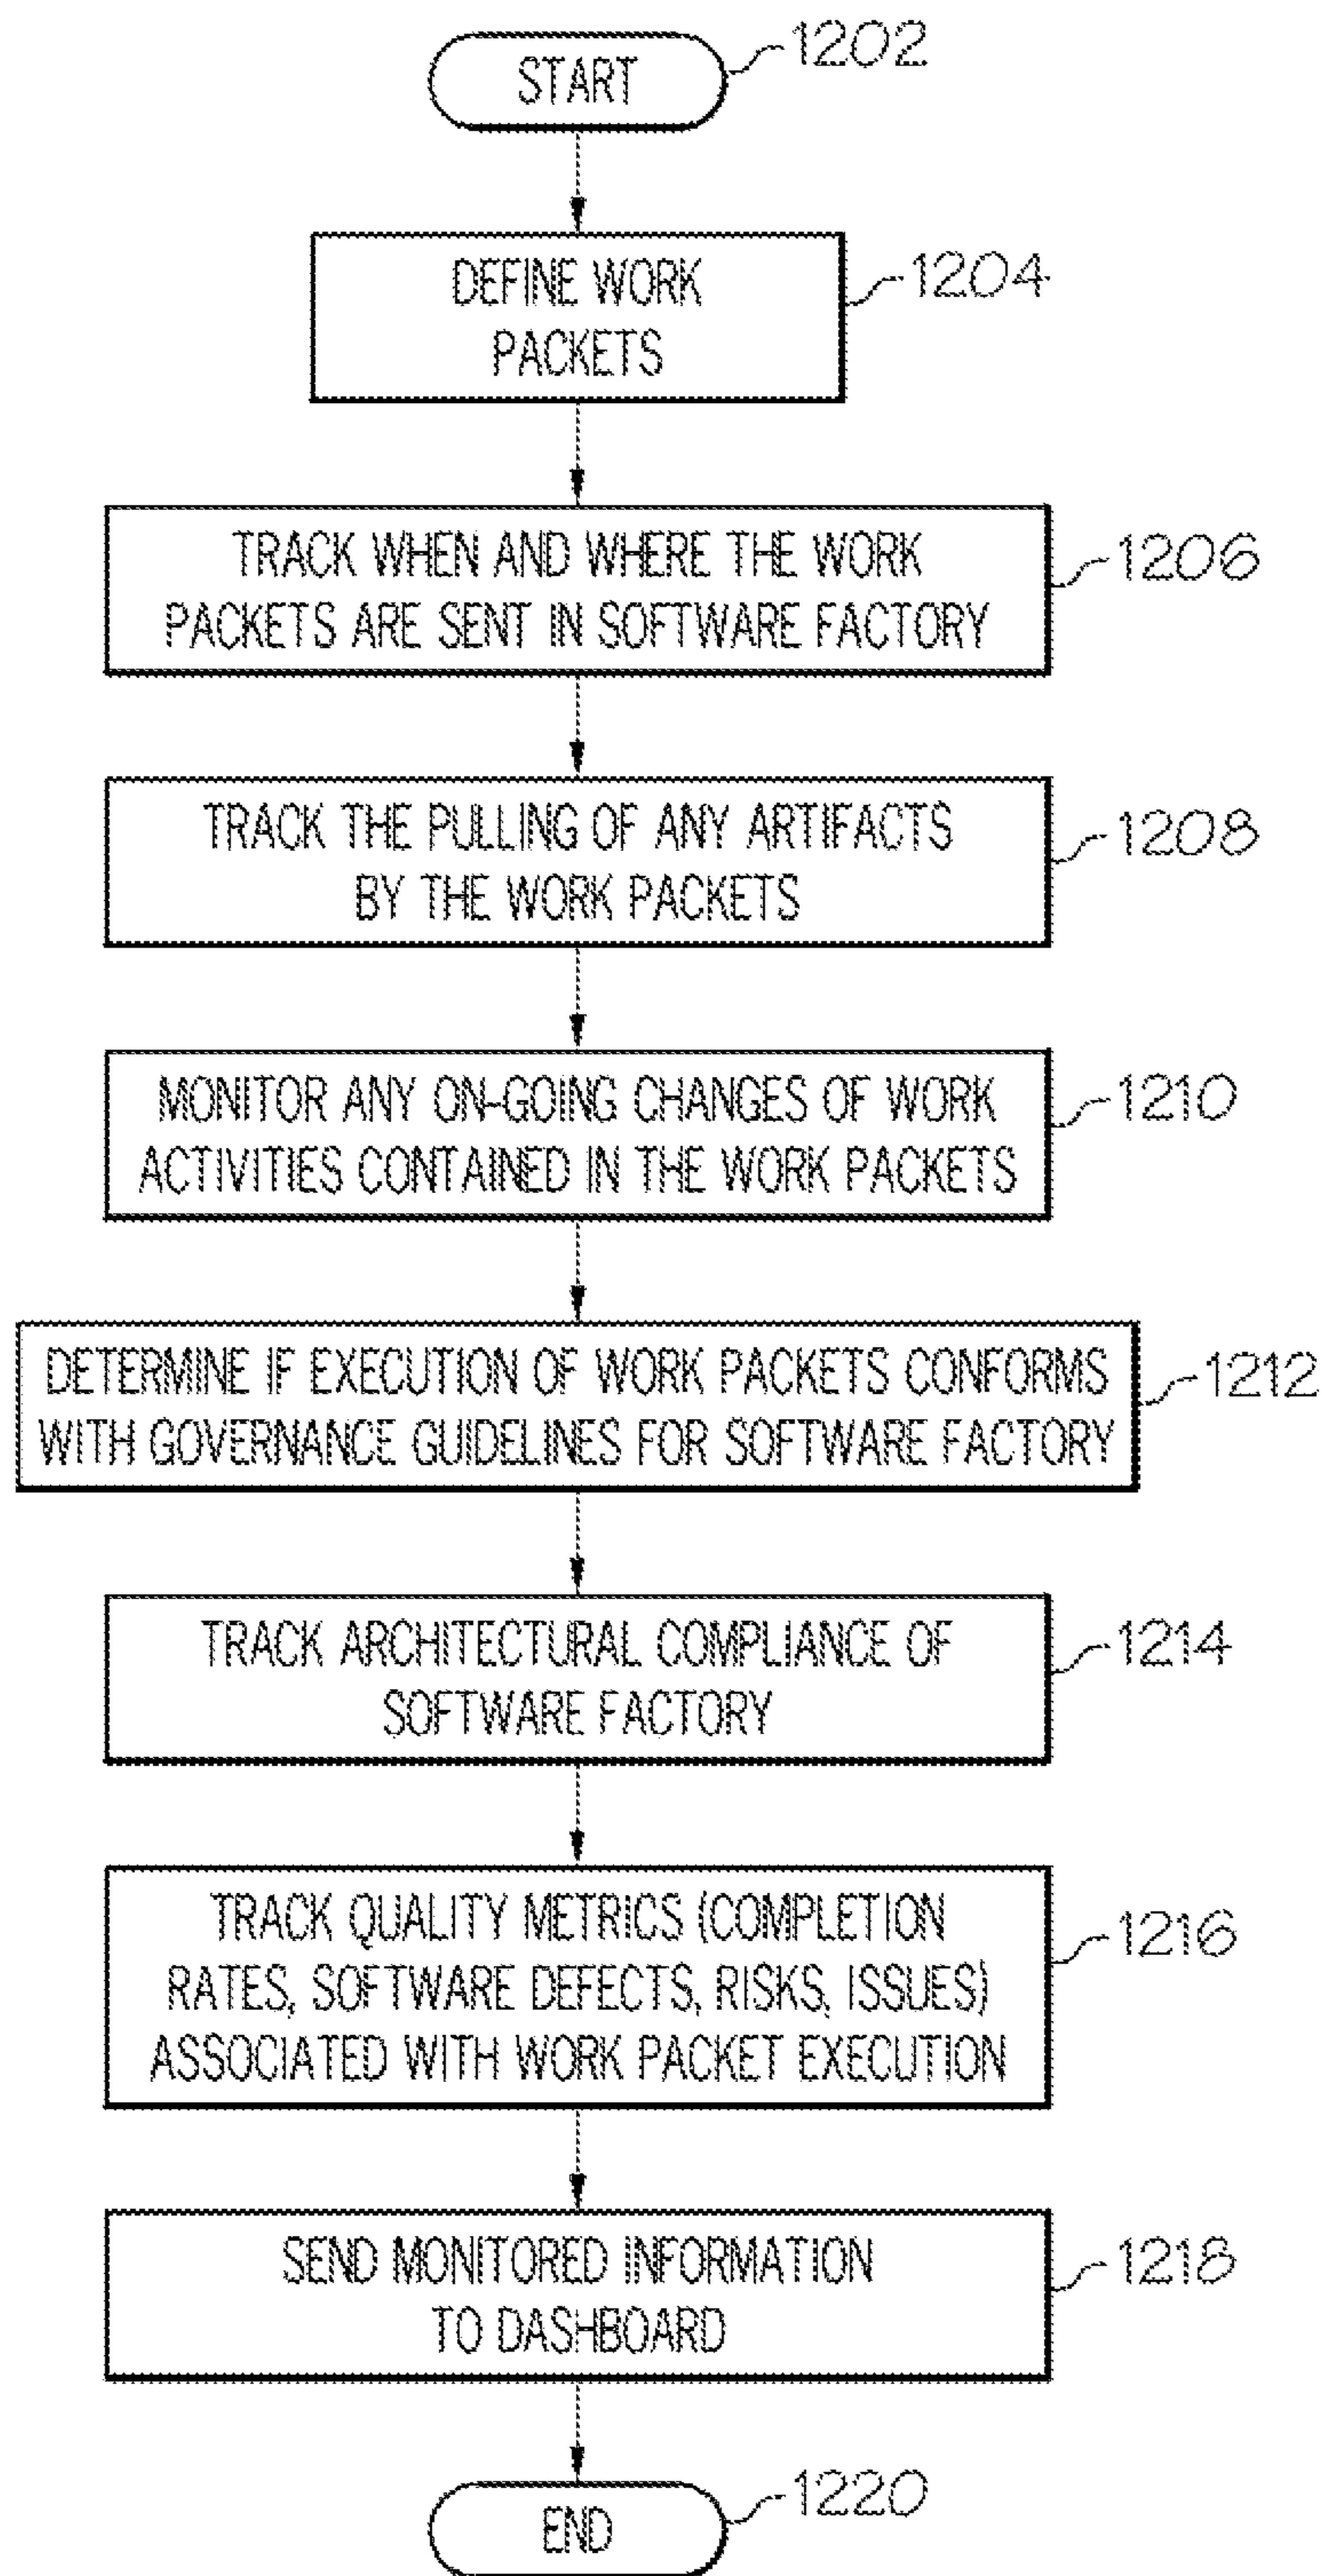 START
1202
DEFINE WORK
PACKETS
1204
TRACK WHEN AND WHERE THE WORK
PACKETS ARE SENT IN SOFTWARE FACTORY
1206
TRACK THE PULLING OF ANY ARTIFACTS
BY THE WORK PACKETS
1208
MONITOR ANY ON-GOING CHANGES OF WORK
ACTIVITIES CONTAINED IN THE WORK PACKETS
1210
DETERMINE IF EXECUTION OF WORK PACKETS CONFORMS
WITH GOVERNANCE GUIDELINES FOR SOFTWARE FACTORY
1212
TRACK ARCHITECTURAL COMPLIANCE OF
SOFTWARE FACTORY
1214
TRACK QUALITY METRICS (COMPLETION
RATES, SOFTWARE DEFECTS, RISKS, ISSUES)
ASSOCIATED WITH WORK PACKET EXECUTION
1216
SEND MONITORED INFORMATION
TO DASHBOARD
1218
END
1220